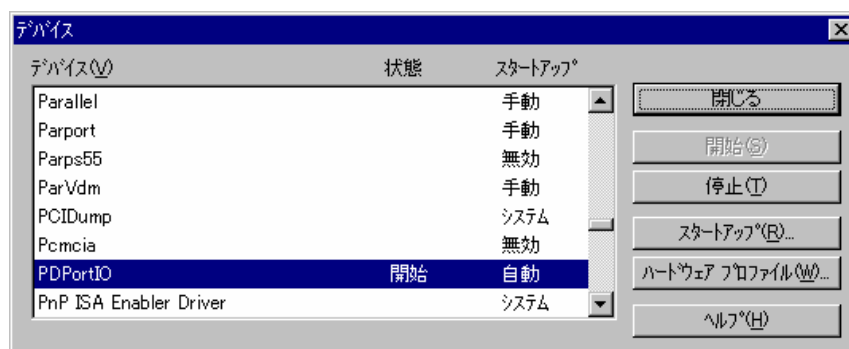 デバイス
デバイス(V) 状態 スタートアップ
Parallel 手動
Parport 手動
Parps55 無効
ParVdm 手動
PCIDump システム
Pcmcia 無効
PDPortIO 開始 自動
PnP ISA Enabler Driver システム
閉じる
開始(S)
停止(T)
スタートアップ(R)...
ハードウェア プロファイル(W)...
ヘルプ(H)